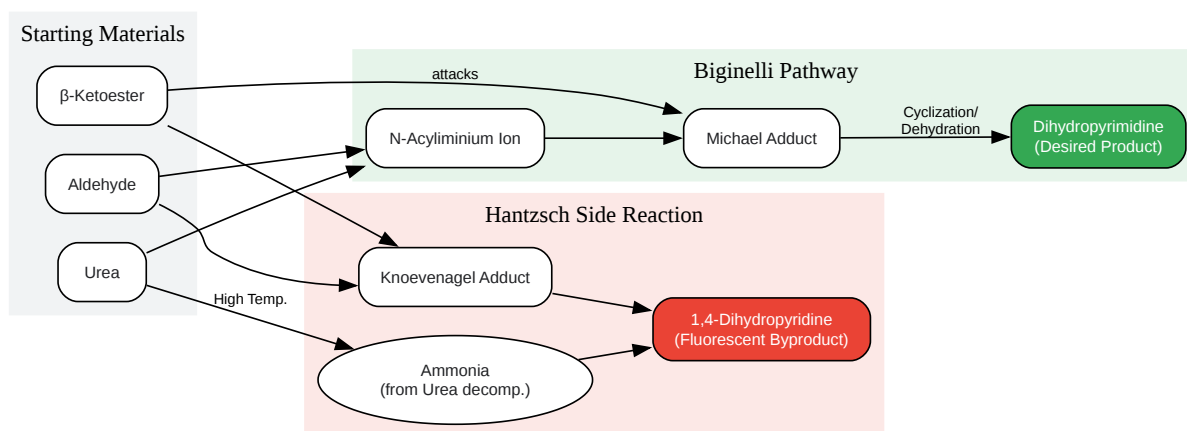 Starting Materials
β-Ketoester
Aldehyde
Urea
attacks
High Temp.
Biginelli Pathway
N-Acyliminium Ion
Michael Adduct
Cyclization/
Dehydration
Dihydropyrimidine
(Desired Product)
Hantzsch Side Reaction
Knoevenagel Adduct
Ammonia
(from Urea decomp.)
1,4-Dihydropyridine
(Fluorescent Byproduct)